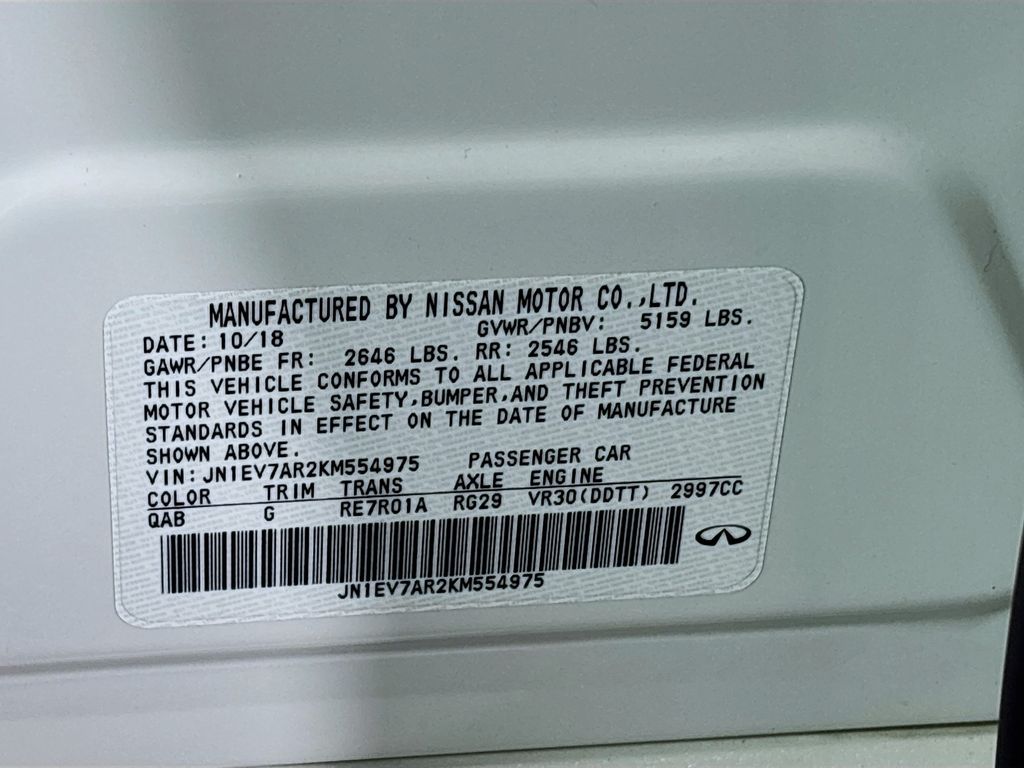 MANUFACTURED BY NISSAN MOTOR CO.,LTD.
DATE: 10/18 GVWR/PNBV: 5159 LBS.
GAWR/PNBE FR: 2646 LBS. RR: 2546 LBS.
THIS VEHICLE CONFORMS TO ALL APPLICABLE FEDERAL
MOTOR VEHICLE SAFETY,BUMPER,AND THEFT PREVENTION
STANDARDS IN EFFECT ON THE DATE OF MANUFACTURE
SHOWN ABOVE.
VIN: JN1EV7AR2KM554975 PASSENGER CAR
COLOR TRIM TRANS AXLE ENGINE
QAB G RE7R01A RG29 VR30(DDTT) 2997CC
JN1EV7AR2KM554975